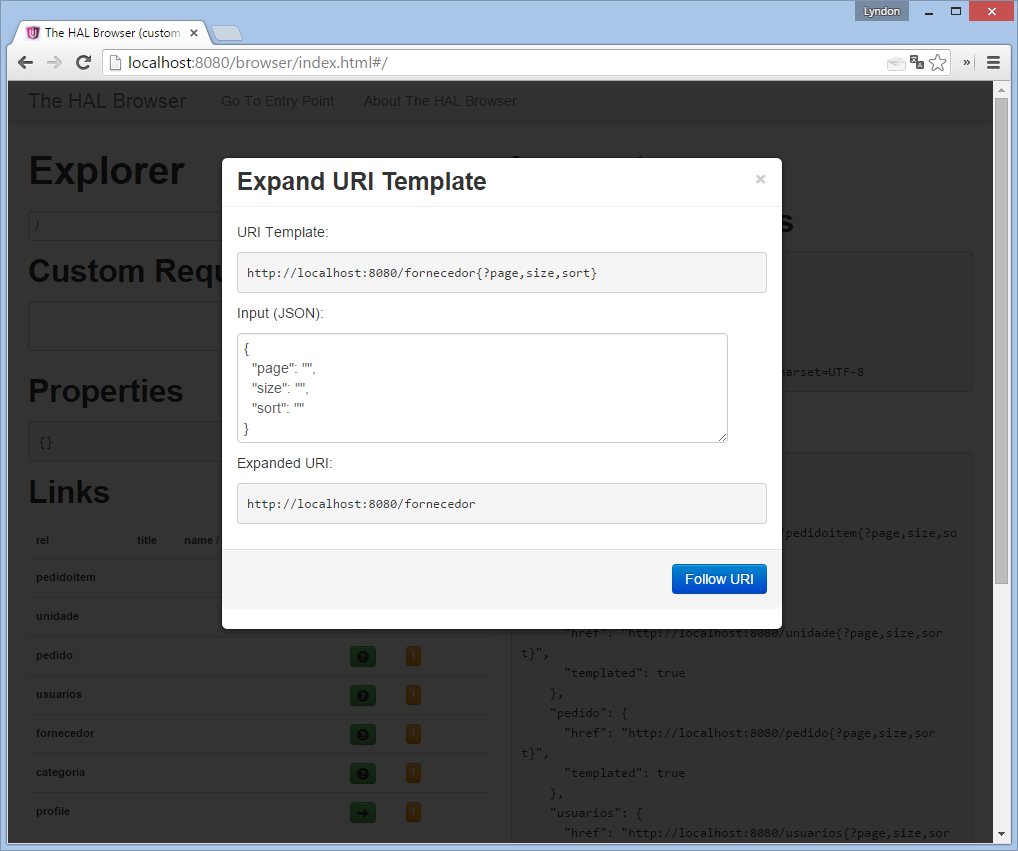 Lyndon
The HAL Browser (custom
localhost:8080/browser/index.html#/
The HAL Browser
Go To Entry Point
About The HAL Browser
Explorer
/
Custom Requ
{}
Properties
Links
rel
title
name /
pedidoitem
unidade
pedido
usuarios
fornecedor
categoria
profile
Expand URI Template
×
URI Template:
http://localhost:8080/fornecedor{?page,size,sort}
Input (JSON):
{
"page": "",
"size": "",
"sort": ""
}
Expanded URI:
http://localhost:8080/fornecedor
Follow URI
s
arset=UTF-8
/pedidoitem{?page,size,so
"href": "http://localhost:8080/unidade{?page,size,sor
t}",
"templated": true
},
"pedido": {
"href": "http://localhost:8080/pedido{?page,size,sor
t}",
"templated": true
},
"usuarios": {
"href": "http://localhost:8080/usuarios{?page,size,sor